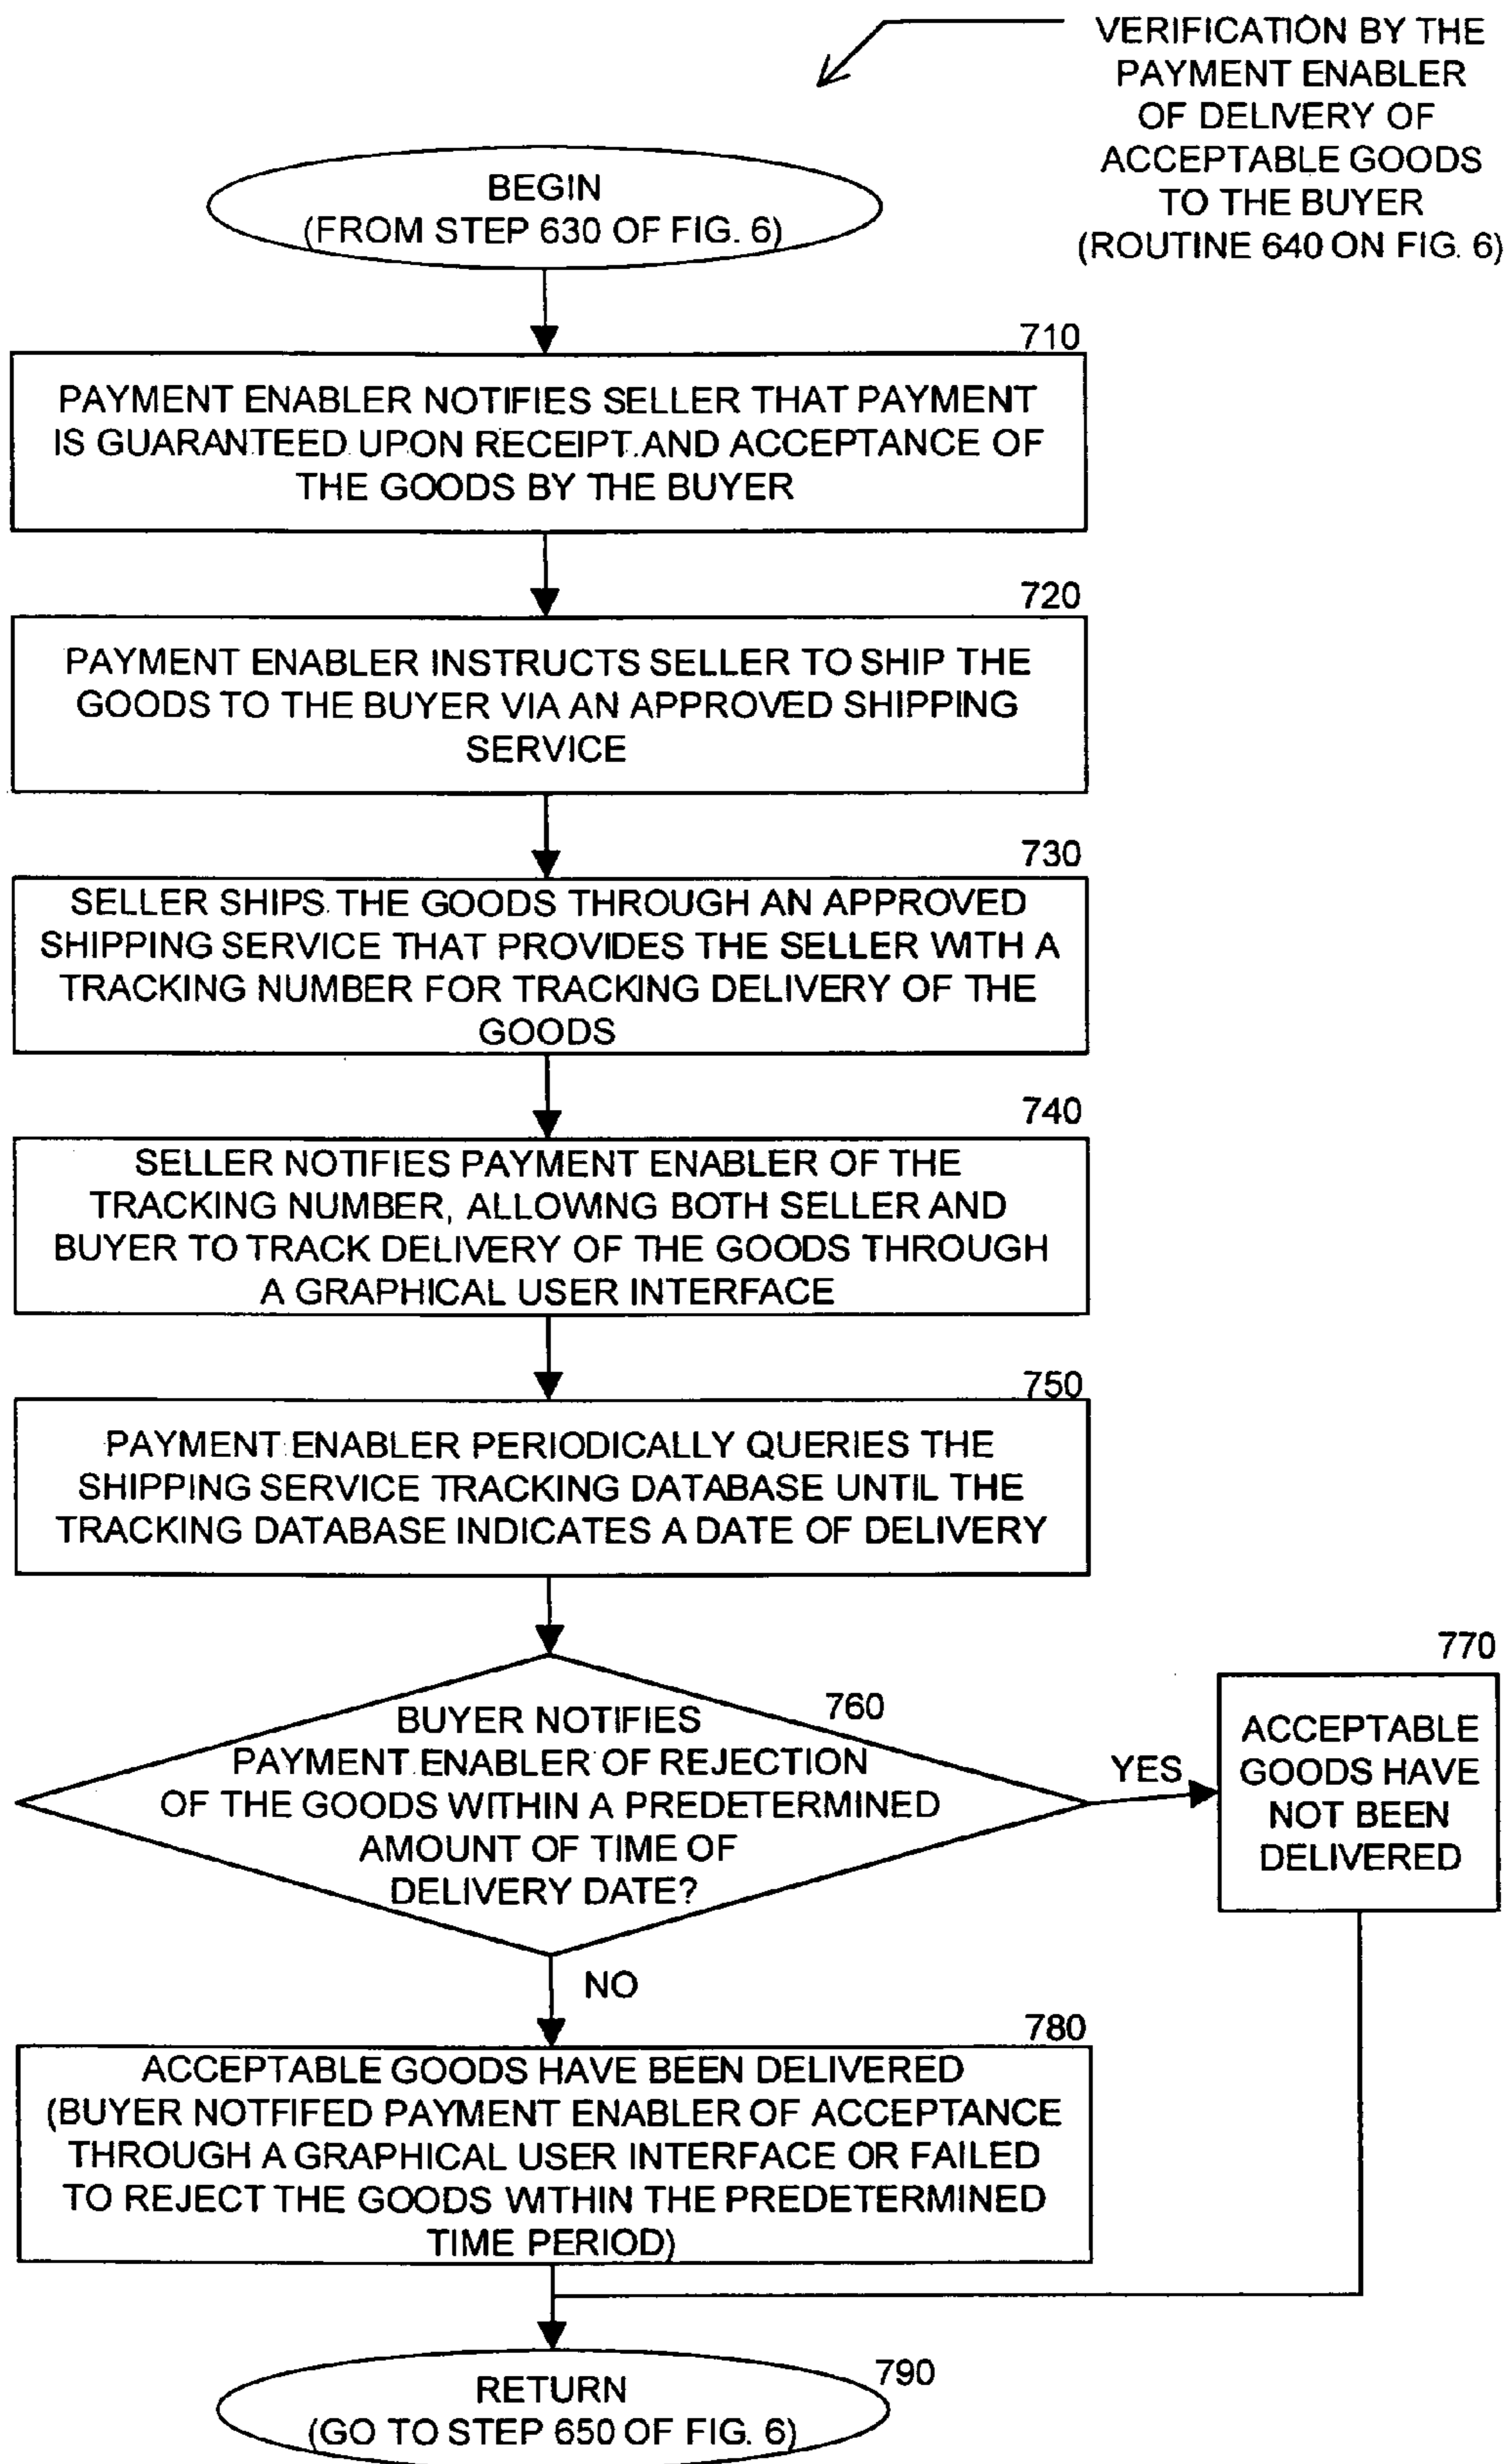 VERIFICATION BY THE
PAYMENT ENABLER
OF DELIVERY OF
ACCEPTABLE GOODS
TO THE BUYER
(ROUTINE 640 ON FIG. 6)
BEGIN
(FROM STEP 630 OF FIG. 6)
710
PAYMENT ENABLER NOTIFIES SELLER THAT PAYMENT
IS GUARANTEED UPON RECEIPT AND ACCEPTANCE OF
THE GOODS BY THE BUYER
720
PAYMENT ENABLER INSTRUCTS SELLER TO SHIP THE
GOODS TO THE BUYER VIA AN APPROVED SHIPPING
SERVICE
730
SELLER SHIPS THE GOODS THROUGH AN APPROVED
SHIPPING SERVICE THAT PROVIDES THE SELLER WITH A
TRACKING NUMBER FOR TRACKING DELIVERY OF THE
GOODS
740
SELLER NOTIFIES PAYMENT ENABLER OF THE
TRACKING NUMBER, ALLOWING BOTH SELLER AND
BUYER TO TRACK DELIVERY OF THE GOODS THROUGH
A GRAPHICAL USER INTERFACE
750
PAYMENT ENABLER PERIODICALLY QUERIES THE
SHIPPING SERVICE TRACKING DATABASE UNTIL THE
TRACKING DATABASE INDICATES A DATE OF DELIVERY
760
BUYER NOTIFIES
PAYMENT ENABLER OF REJECTION
OF THE GOODS WITHIN A PREDETERMINED
AMOUNT OF TIME OF
DELIVERY DATE?
YES
770
ACCEPTABLE
GOODS HAVE
NOT BEEN
DELIVERED
NO
780
ACCEPTABLE GOODS HAVE BEEN DELIVERED
(BUYER NOTFIFED PAYMENT ENABLER OF ACCEPTANCE
THROUGH A GRAPHICAL USER INTERFACE OR FAILED
TO REJECT THE GOODS WITHIN THE PREDETERMINED
TIME PERIOD)
790
RETURN
(GO TO STEP 650 OF FIG. 6)